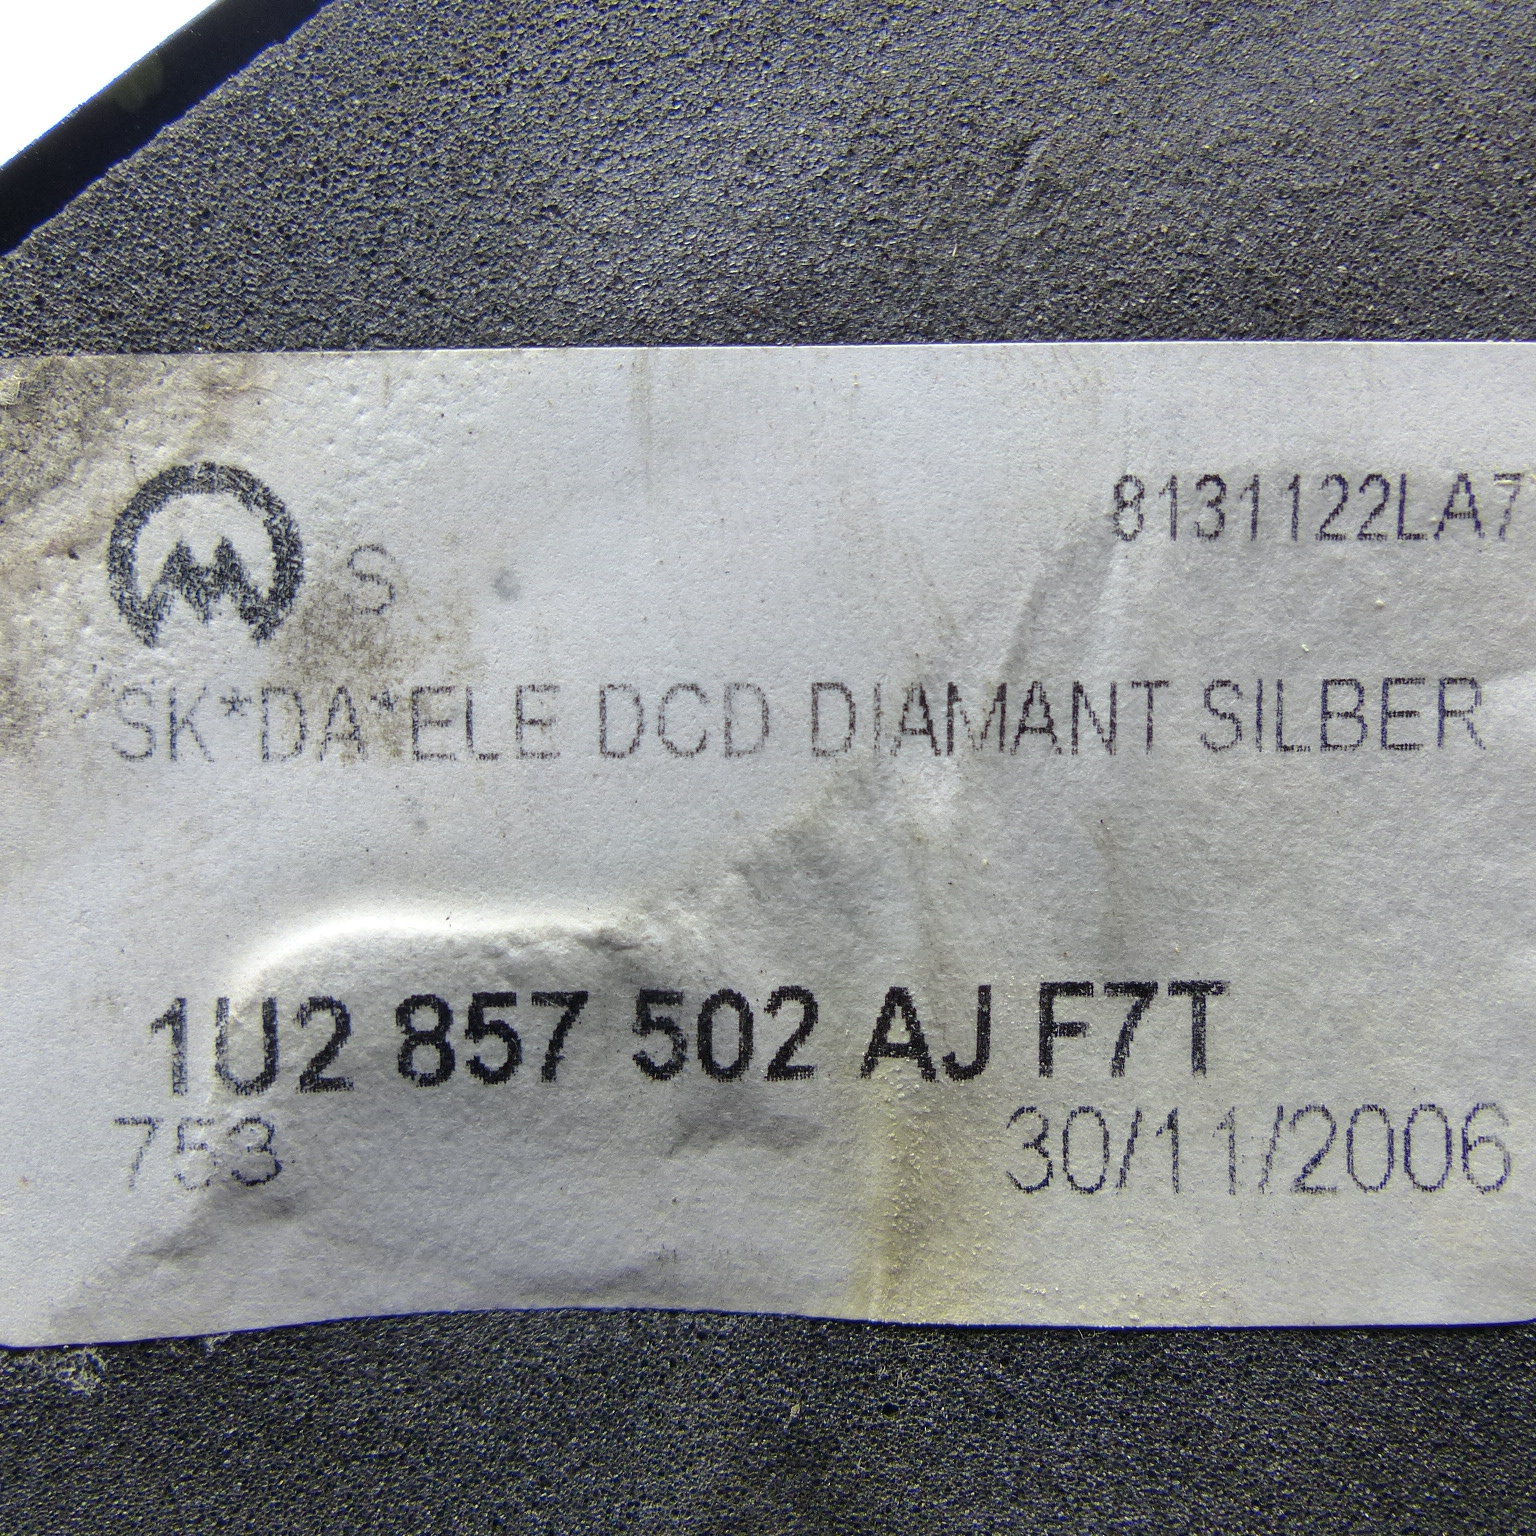 8131122LA7
S
SK*DA*ELE DCD DIAMANT SILBER
1U2 857 502 AJ F7T
753 30/11/2006